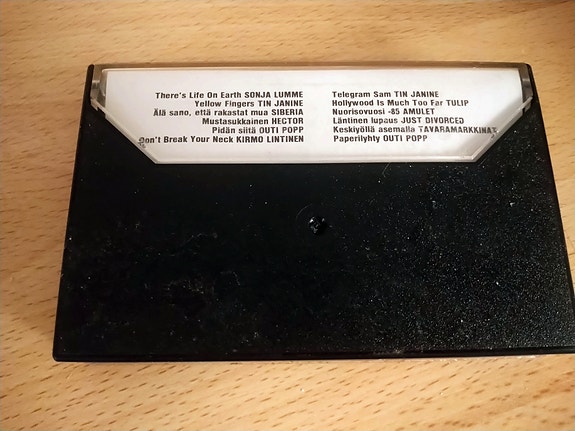 There's Life On Earth SONJA LUMME
Yellow Fingers TIN JANINE
Älä sano, että rakastat mua SIBERIA
Mustasukkainen HECTOR
Pidän siitä OUTI POPP
Don't Break Your Neck KIRMO LINTINEN
Telegram Sam TIN JANINE
Hollywood Is Much Too Far TULIP
Nuorisovuosi -85 AMULET
Läntinen lupaus JUST DIVORCED
Keskiyöllä asemalla TAVARAMARKKINAT
Paperilyhty OUTI POPP